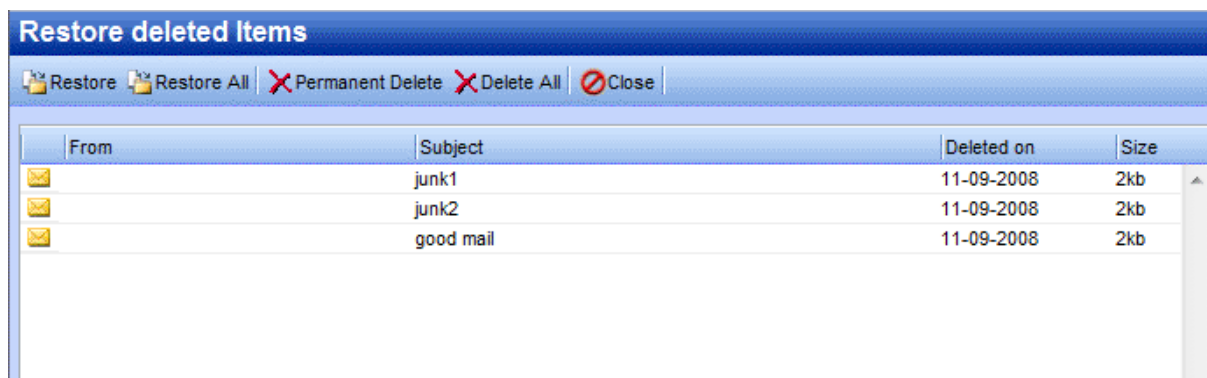 Restore deleted Items
Restore Restore All Permanent Delete Delete All Close
From Subject Deleted on Size
junk1 11-09-2008 2kb
junk2 11-09-2008 2kb
good mail 11-09-2008 2kb